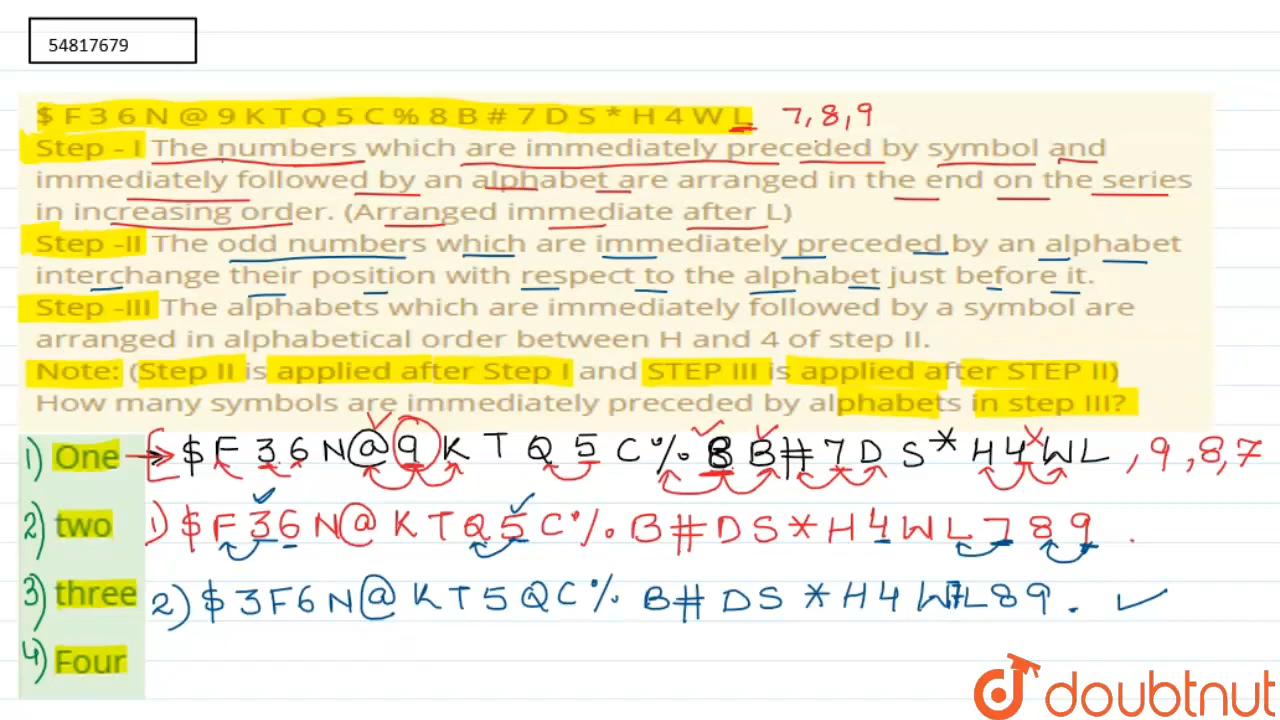 54817679
$ F 3 6 N @ 9 K T Q 5 C % 8 B # 7 D S * H 4 W L 7,8,9
Step - I The numbers which are immediately preceded by symbol and
immediately followed by an alphabet are arranged in the end on the series
in increasing order. (Arranged immediate after L)
Step -II The odd numbers which are immediately preceded by an alphabet
interchange their position with respect to the alphabet just before it.
Step -III The alphabets which are immediately followed by a symbol are
arranged in alphabetical order between H and 4 of step II.
Note: (Step II is applied after Step I and STEP III is applied after STEP II)
How many symbols are immediately preceded by alphabets in step III?
1) One $ F 3 6 N @ 9 K T Q 5 C % 8 B # 7 D S * H 4 W L , 9 , 8, 7
2) two 1) $ F 3 6 N @ K T Q 5 C % B # D S * H 4 W L 7 8 9 .
3) three 2) $ 3 F 6 N @ K T 5 Q C % B # D S * H 4 W 7 L 8 9 .
4) Four
doubtnut